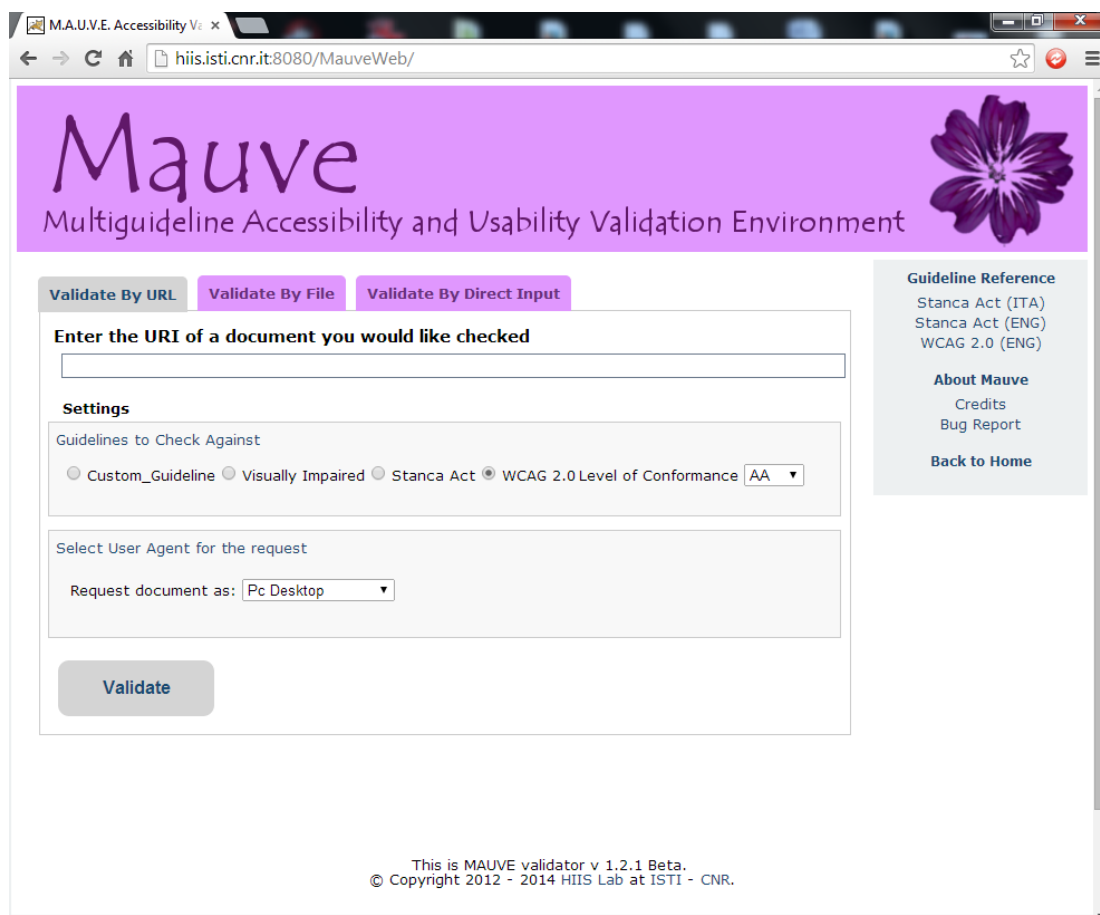 M.A.U.V.E. Accessibility Va
hiis.isti.cnr.it:8080/MauveWeb/
Mauve
Multiguideline Accessibility and Usability Validation Environment
Validate By URL Validate By File Validate By Direct Input
Enter the URI of a document you would like checked
Settings
Guidelines to Check Against
Custom_Guideline Visually Impaired Stanca Act WCAG 2.0 Level of Conformance AA
Select User Agent for the request
Request document as: Pc Desktop
Validate
Guideline Reference
Stanca Act (ITA)
Stanca Act (ENG)
WCAG 2.0 (ENG)
About Mauve
Credits
Bug Report
Back to Home
This is MAUVE validator v 1.2.1 Beta.
© Copyright 2012 - 2014 HIIS Lab at ISTI - CNR.